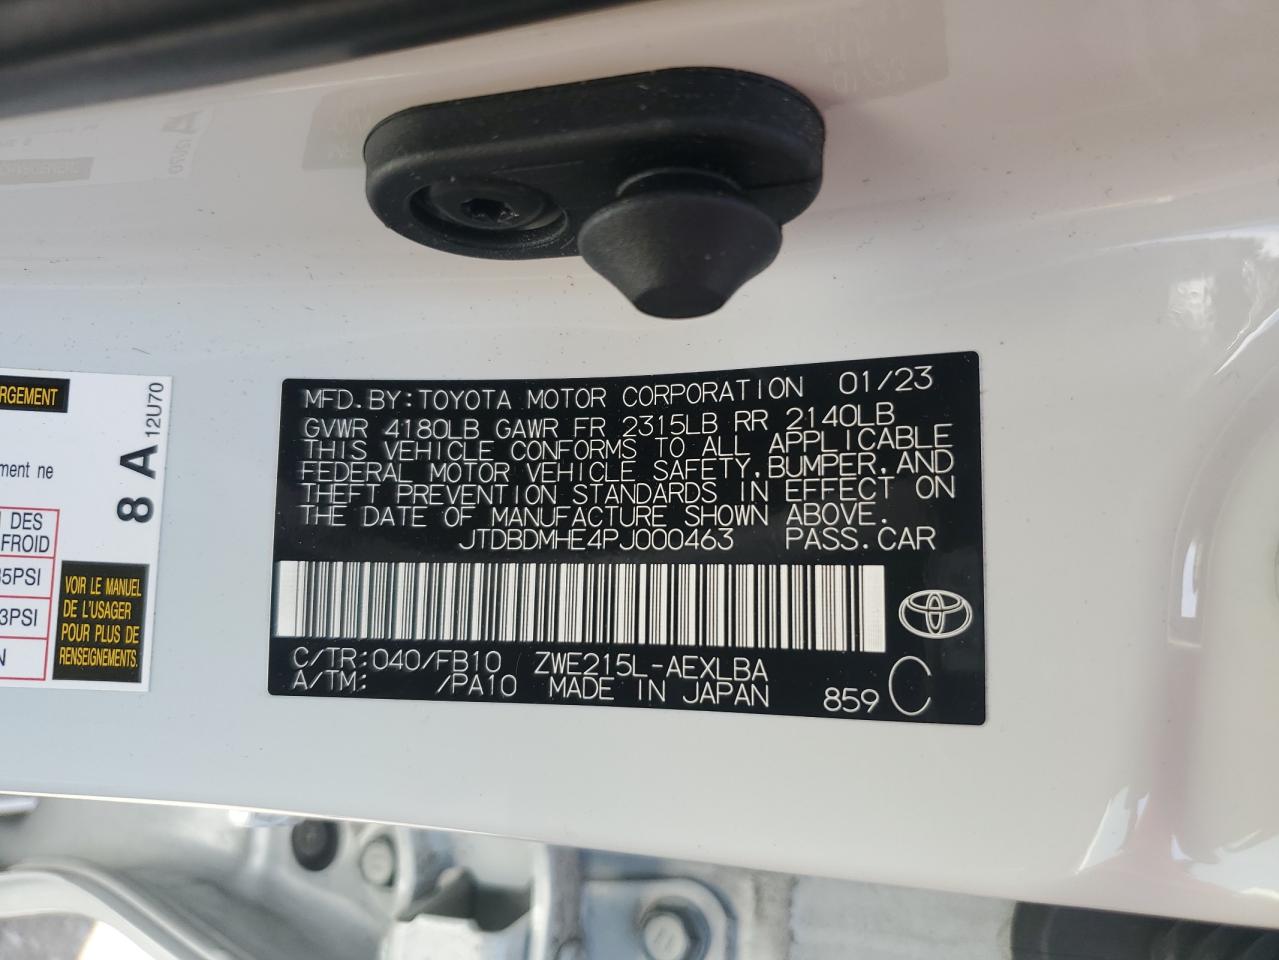 RGEMENT
8 A 12U70
ment ne
DES
FROID
35PSI
3PSI
N
VOIR LE MANUEL
DE L'USAGER
POUR PLUS DE
RENSEIGNEMENTS.
MFD.BY:TOYOTA MOTOR CORPORATION 01/23
GVWR 4180LB GAWR FR 2315LB RR 2140LB
THIS VEHICLE CONFORMS TO ALL APPLICABLE
FEDERAL MOTOR VEHICLE SAFETY,BUMPER,AND
THEFT PREVENTION STANDARDS IN EFFECT ON
THE DATE OF MANUFACTURE SHOWN ABOVE.
JTDBDMHE4PJ000463 PASS.CAR
C/TR:040/FB10 ZWE215L-AEXLBA
A/TM: /PA10 MADE IN JAPAN 859 C